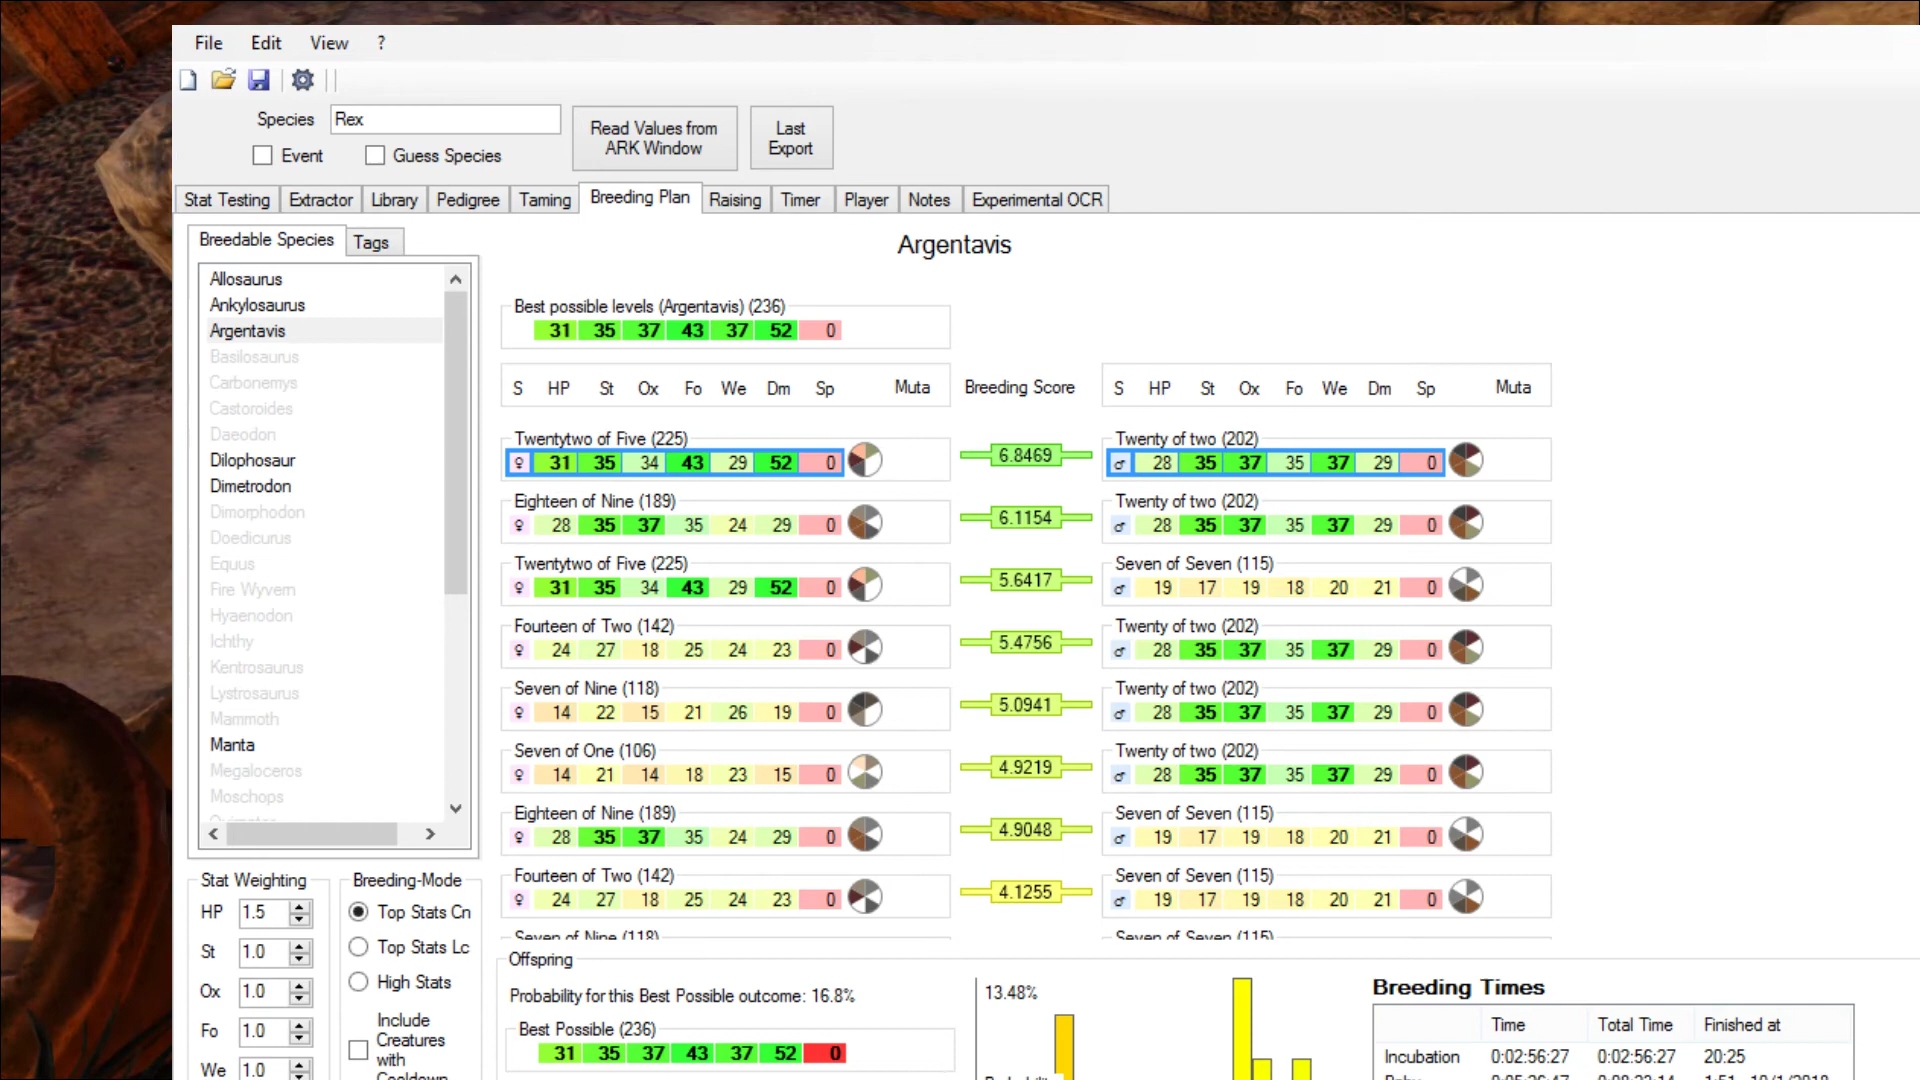 File Edit View ?
Species Rex
Event Guess Species
Read Values from
ARK Window
Last
Export
Stat Testing Extractor Library Pedigree Taming Breeding Plan Raising Timer Player Notes Experimental OCR
Breedable Species Tags
Allosaurus
Ankylosaurus
Argentavis
Basilosaurus
Carbonemys
Castoroides
Daeodon
Dilophosaur
Dimetrodon
Dimorphodon
Doedicurus
Equus
Fire Wyvern
Hyaenodon
Ichthy
Kentrosaurus
Lystrosaurus
Mammoth
Manta
Megaloceros
Moschops
Argentavis
Best possible levels (Argentavis) (236)
31 35 37 43 37 52 0
S HP St Ox Fo We Dm Sp Muta Breeding Score S HP St Ox Fo We Dm Sp Muta
Twentytwo of Five (225) Twenty of two (202)
♀ 31 35 34 43 29 52 0 6.8469 ♂ 28 35 37 35 37 29 0
Eighteen of Nine (189) Twenty of two (202)
♀ 28 35 37 35 24 29 0 6.1154 ♂ 28 35 37 35 37 29 0
Twentytwo of Five (225) Seven of Seven (115)
♀ 31 35 34 43 29 52 0 5.6417 ♂ 19 17 19 18 20 21 0
Fourteen of Two (142) Twenty of two (202)
♀ 24 27 18 25 24 23 0 5.4756 ♂ 28 35 37 35 37 29 0
Seven of Nine (118) Twenty of two (202)
♀ 14 22 15 21 26 19 0 5.0941 ♂ 28 35 37 35 37 29 0
Seven of One (106) Twenty of two (202)
♀ 14 21 14 18 23 15 0 4.9219 ♂ 28 35 37 35 37 29 0
Eighteen of Nine (189) Seven of Seven (115)
♀ 28 35 37 35 24 29 0 4.9048 ♂ 19 17 19 18 20 21 0
Fourteen of Two (142) Seven of Seven (115)
♀ 24 27 18 25 24 23 0 4.1255 ♂ 19 17 19 18 20 21 0
Seven of Nine (118) Seven of Seven (115)
Stat Weighting
HP 1.5
St 1.0
Ox 1.0
Fo 1.0
We 1.0
Breeding-Mode
Top Stats Cn
Top Stats Lc
High Stats
Include
Creatures
with
Offspring
Probability for this Best Possible outcome: 16.8%
Best Possible (236)
31 35 37 43 37 52 0
13.48%
Breeding Times
Time Total Time Finished at
Incubation 0:02:56:27 0:02:56:27 20:25